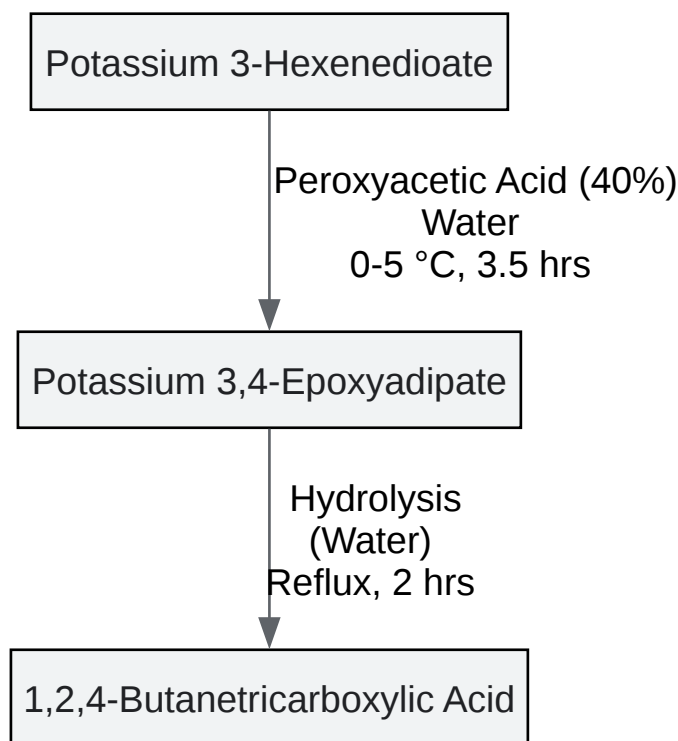 Potassium 3-Hexenedioate
Peroxyacetic Acid (40%)
Water
0-5 °C, 3.5 hrs
Potassium 3,4-Epoxyadipate
Hydrolysis
(Water)
Reflux, 2 hrs
1,2,4-Butanetricarboxylic Acid